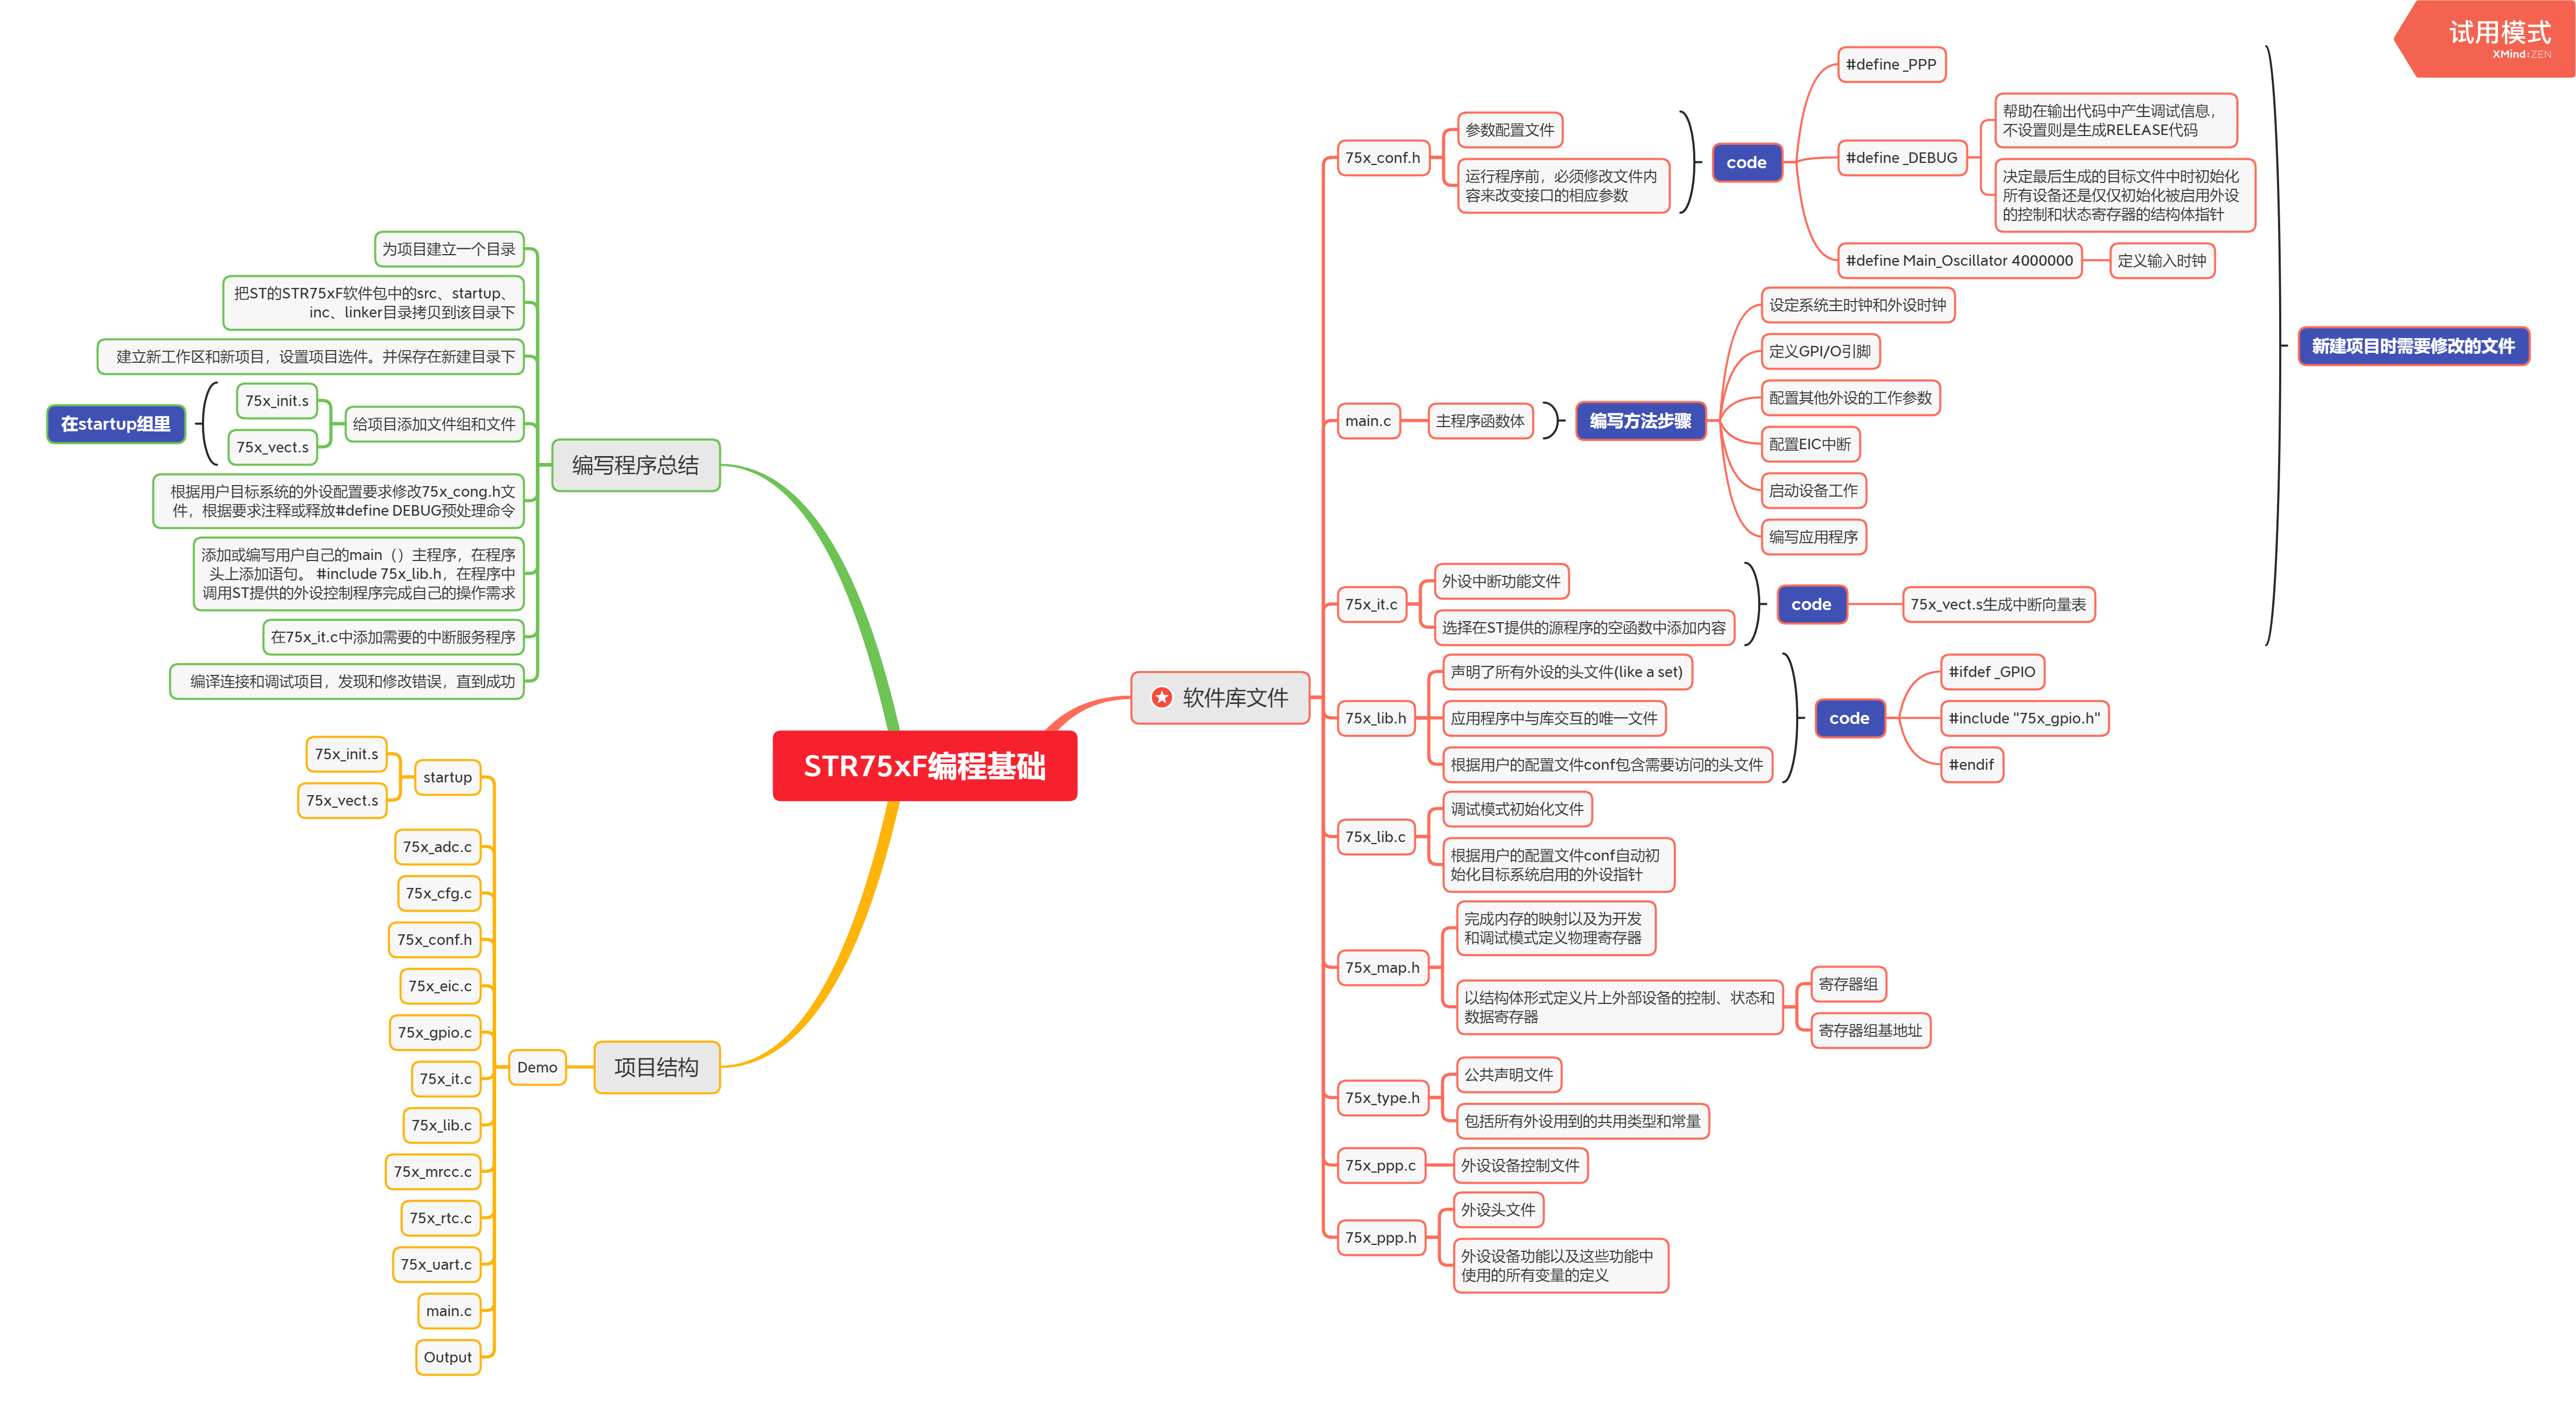 试用模式
XMind:ZEN
STR75xF编程基础
软件库文件
75x_conf.h
参数配置文件
运行程序前，必须修改文件内
容来改变接口的相应参数
code
#define _PPP
#define _DEBUG
帮助在输出代码中产生调试信息，
不设置则是生成RELEASE代码
决定最后生成的目标文件中时初始化
所有设备还是仅仅初始化被启用外设
的控制和状态寄存器的结构体指针
#define Main_Oscillator 4000000
定义输入时钟
main.c
主程序函数体
编写方法步骤
设定系统主时钟和外设时钟
定义GPI/O引脚
配置其他外设的工作参数
配置EIC中断
启动设备工作
编写应用程序
75x_it.c
外设中断功能文件
选择在ST提供的源程序的空函数中添加内容
code
75x_vect.s生成中断向量表
新建项目时需要修改的文件
75x_lib.h
声明了所有外设的头文件(like a set)
应用程序中与库交互的唯一文件
根据用户的配置文件conf包含需要访问的头文件
code
#ifdef _GPIO
#include "75x_gpio.h"
#endif
75x_lib.c
调试模式初始化文件
根据用户的配置文件conf自动初
始化目标系统启用的外设指针
75x_map.h
完成内存的映射以及为开发
和调试模式定义物理寄存器
以结构体形式定义片上外部设备的控制、状态和
数据寄存器
寄存器组
寄存器组基地址
75x_type.h
公共声明文件
包括所有外设用到的共用类型和常量
75x_ppp.c
外设设备控制文件
75x_ppp.h
外设头文件
外设设备功能以及这些功能中
使用的所有变量的定义
编写程序总结
为项目建立一个目录
把ST的STR75xF软件包中的src、startup、
inc、linker目录拷贝到该目录下
建立新工作区和新项目，设置项目选件。并保存在新建目录下
给项目添加文件组和文件
75x_init.s
75x_vect.s
在startup组里
根据用户目标系统的外设配置要求修改75x_cong.h文
件，根据要求注释或释放#define DEBUG预处理命令
添加或编写用户自己的main（）主程序，在程序
头上添加语句。 #include 75x_lib.h，在程序中
调用ST提供的外设控制程序完成自己的操作需求
在75x_it.c中添加需要的中断服务程序
编译连接和调试项目，发现和修改错误，直到成功
项目结构
Demo
startup
75x_init.s
75x_vect.s
75x_adc.c
75x_cfg.c
75x_conf.h
75x_eic.c
75x_gpio.c
75x_it.c
75x_lib.c
75x_mrcc.c
75x_rtc.c
75x_uart.c
main.c
Output